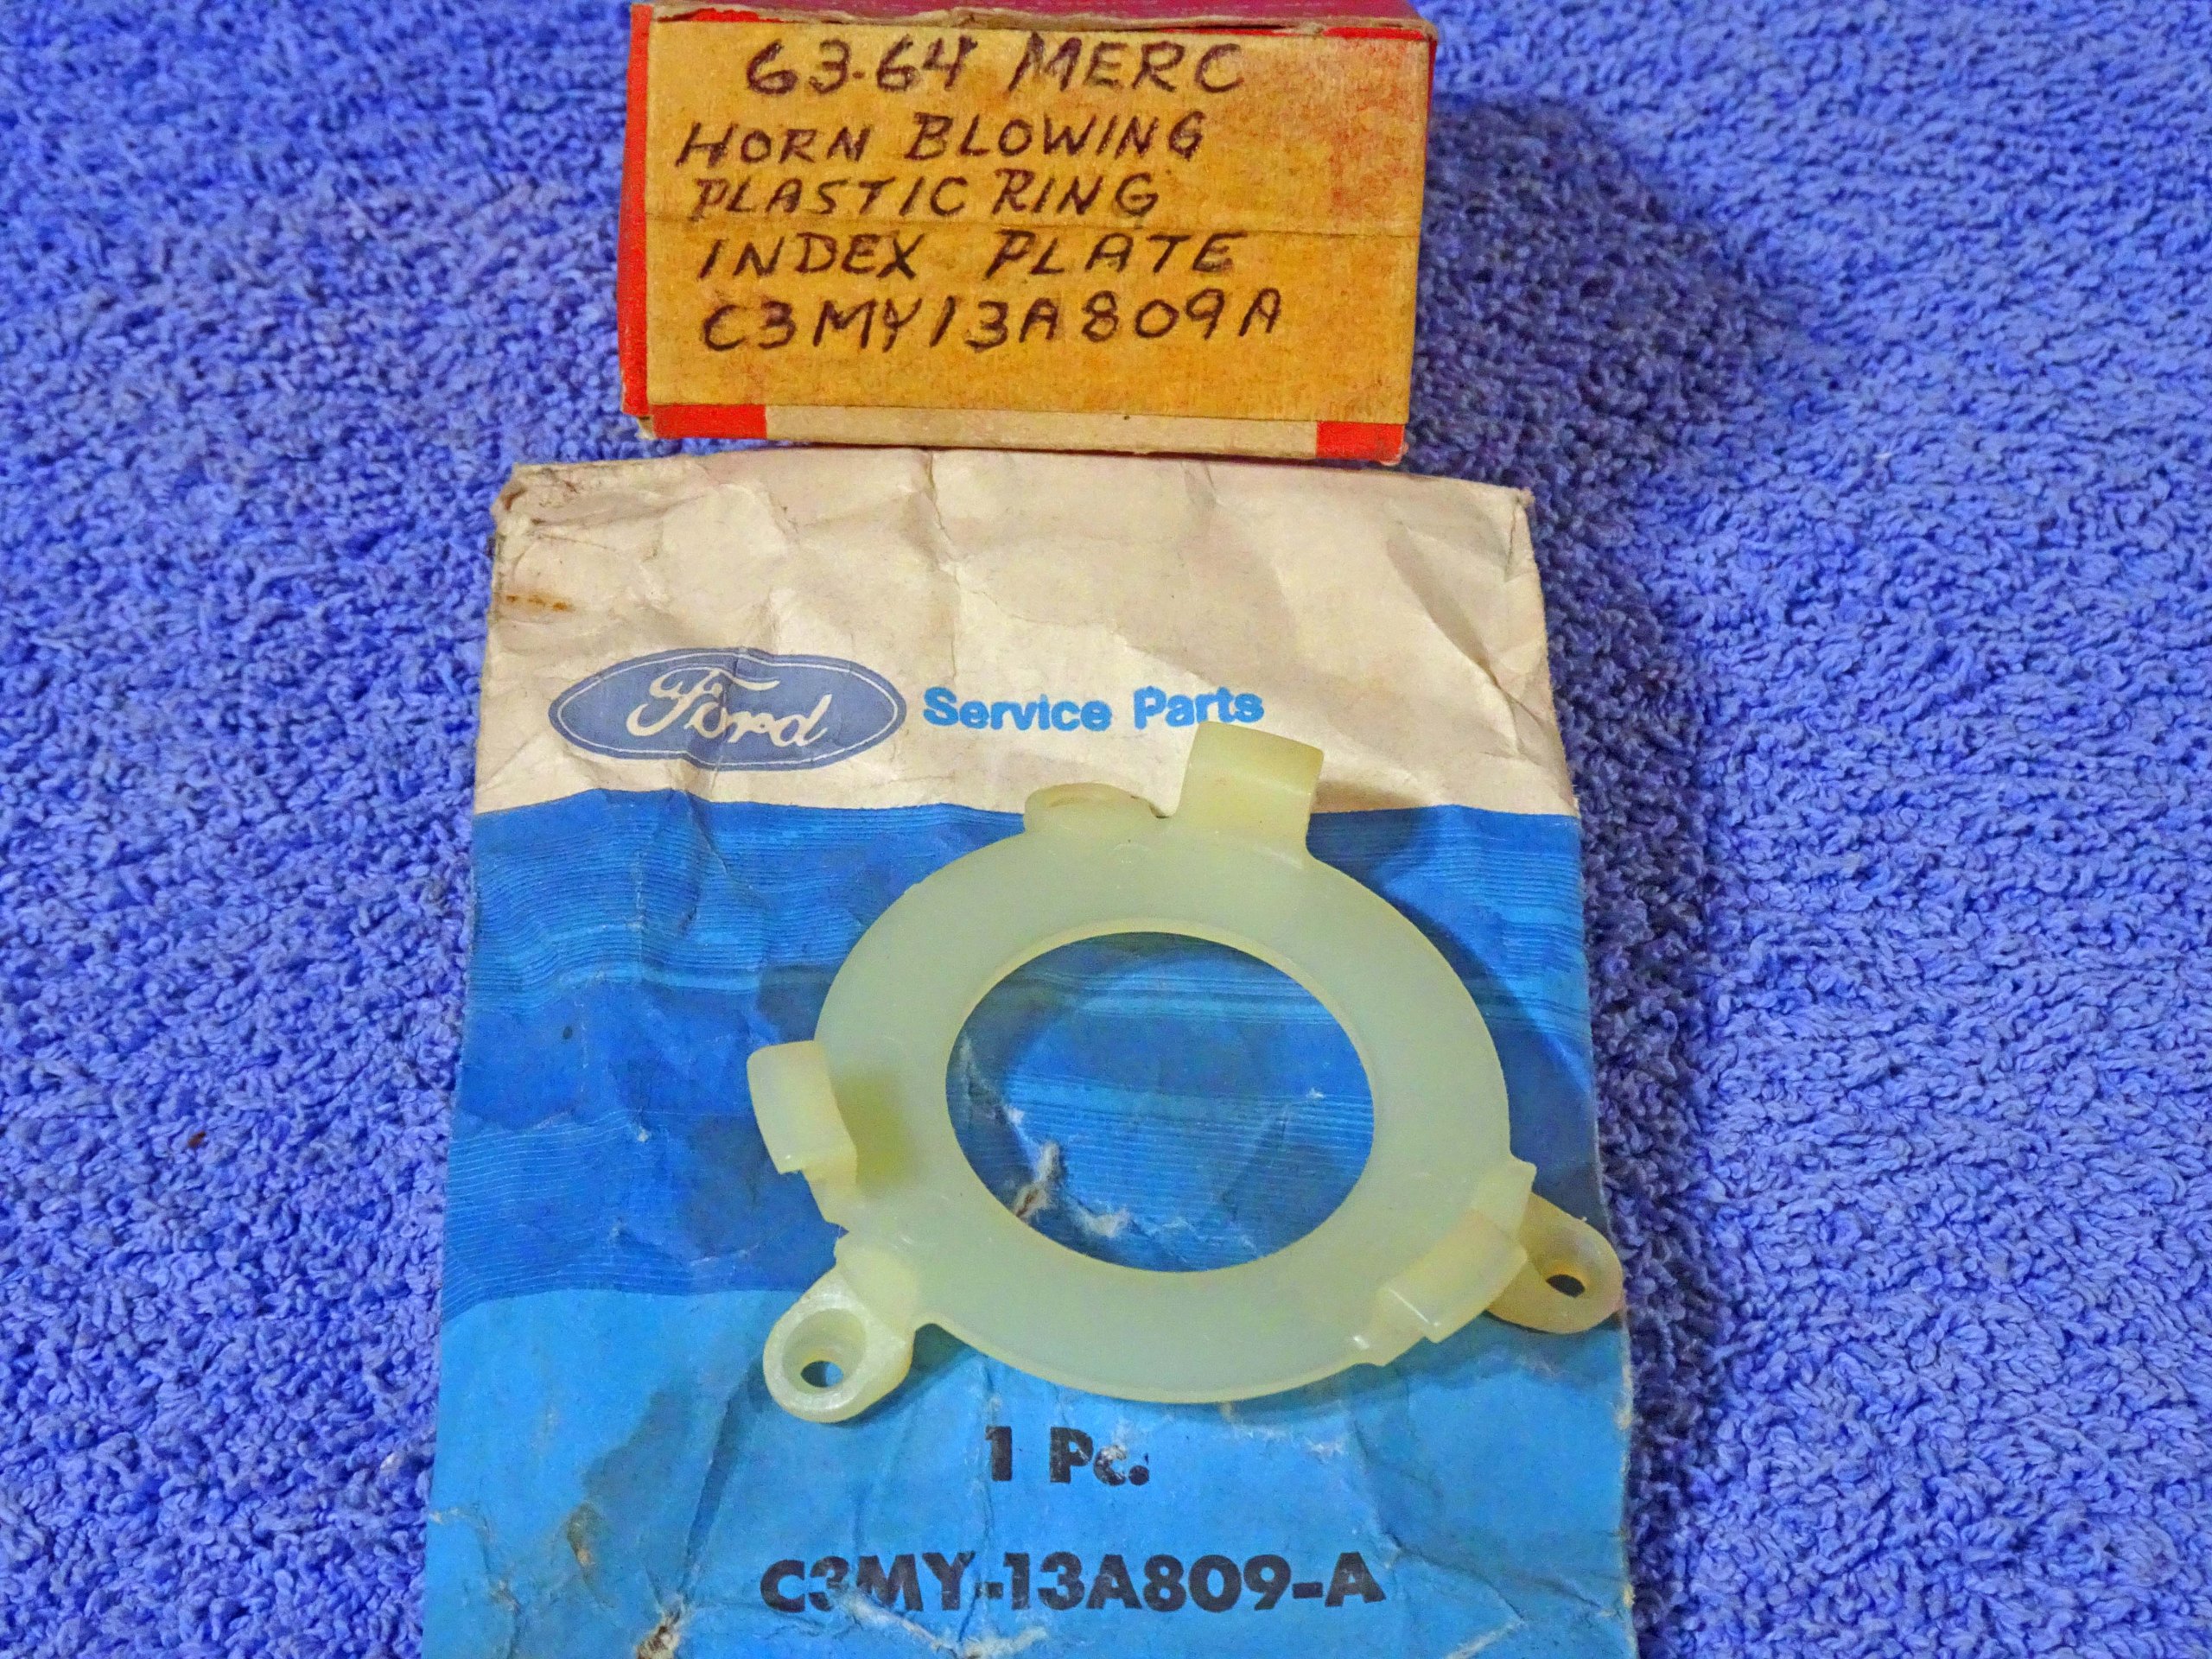 63-64 MERC
HORN BLOWING
PLASTIC RING
INDEX PLATE
C3MY13A809A
Ford Service Parts
1 Pc.
C3MY-13A809-A